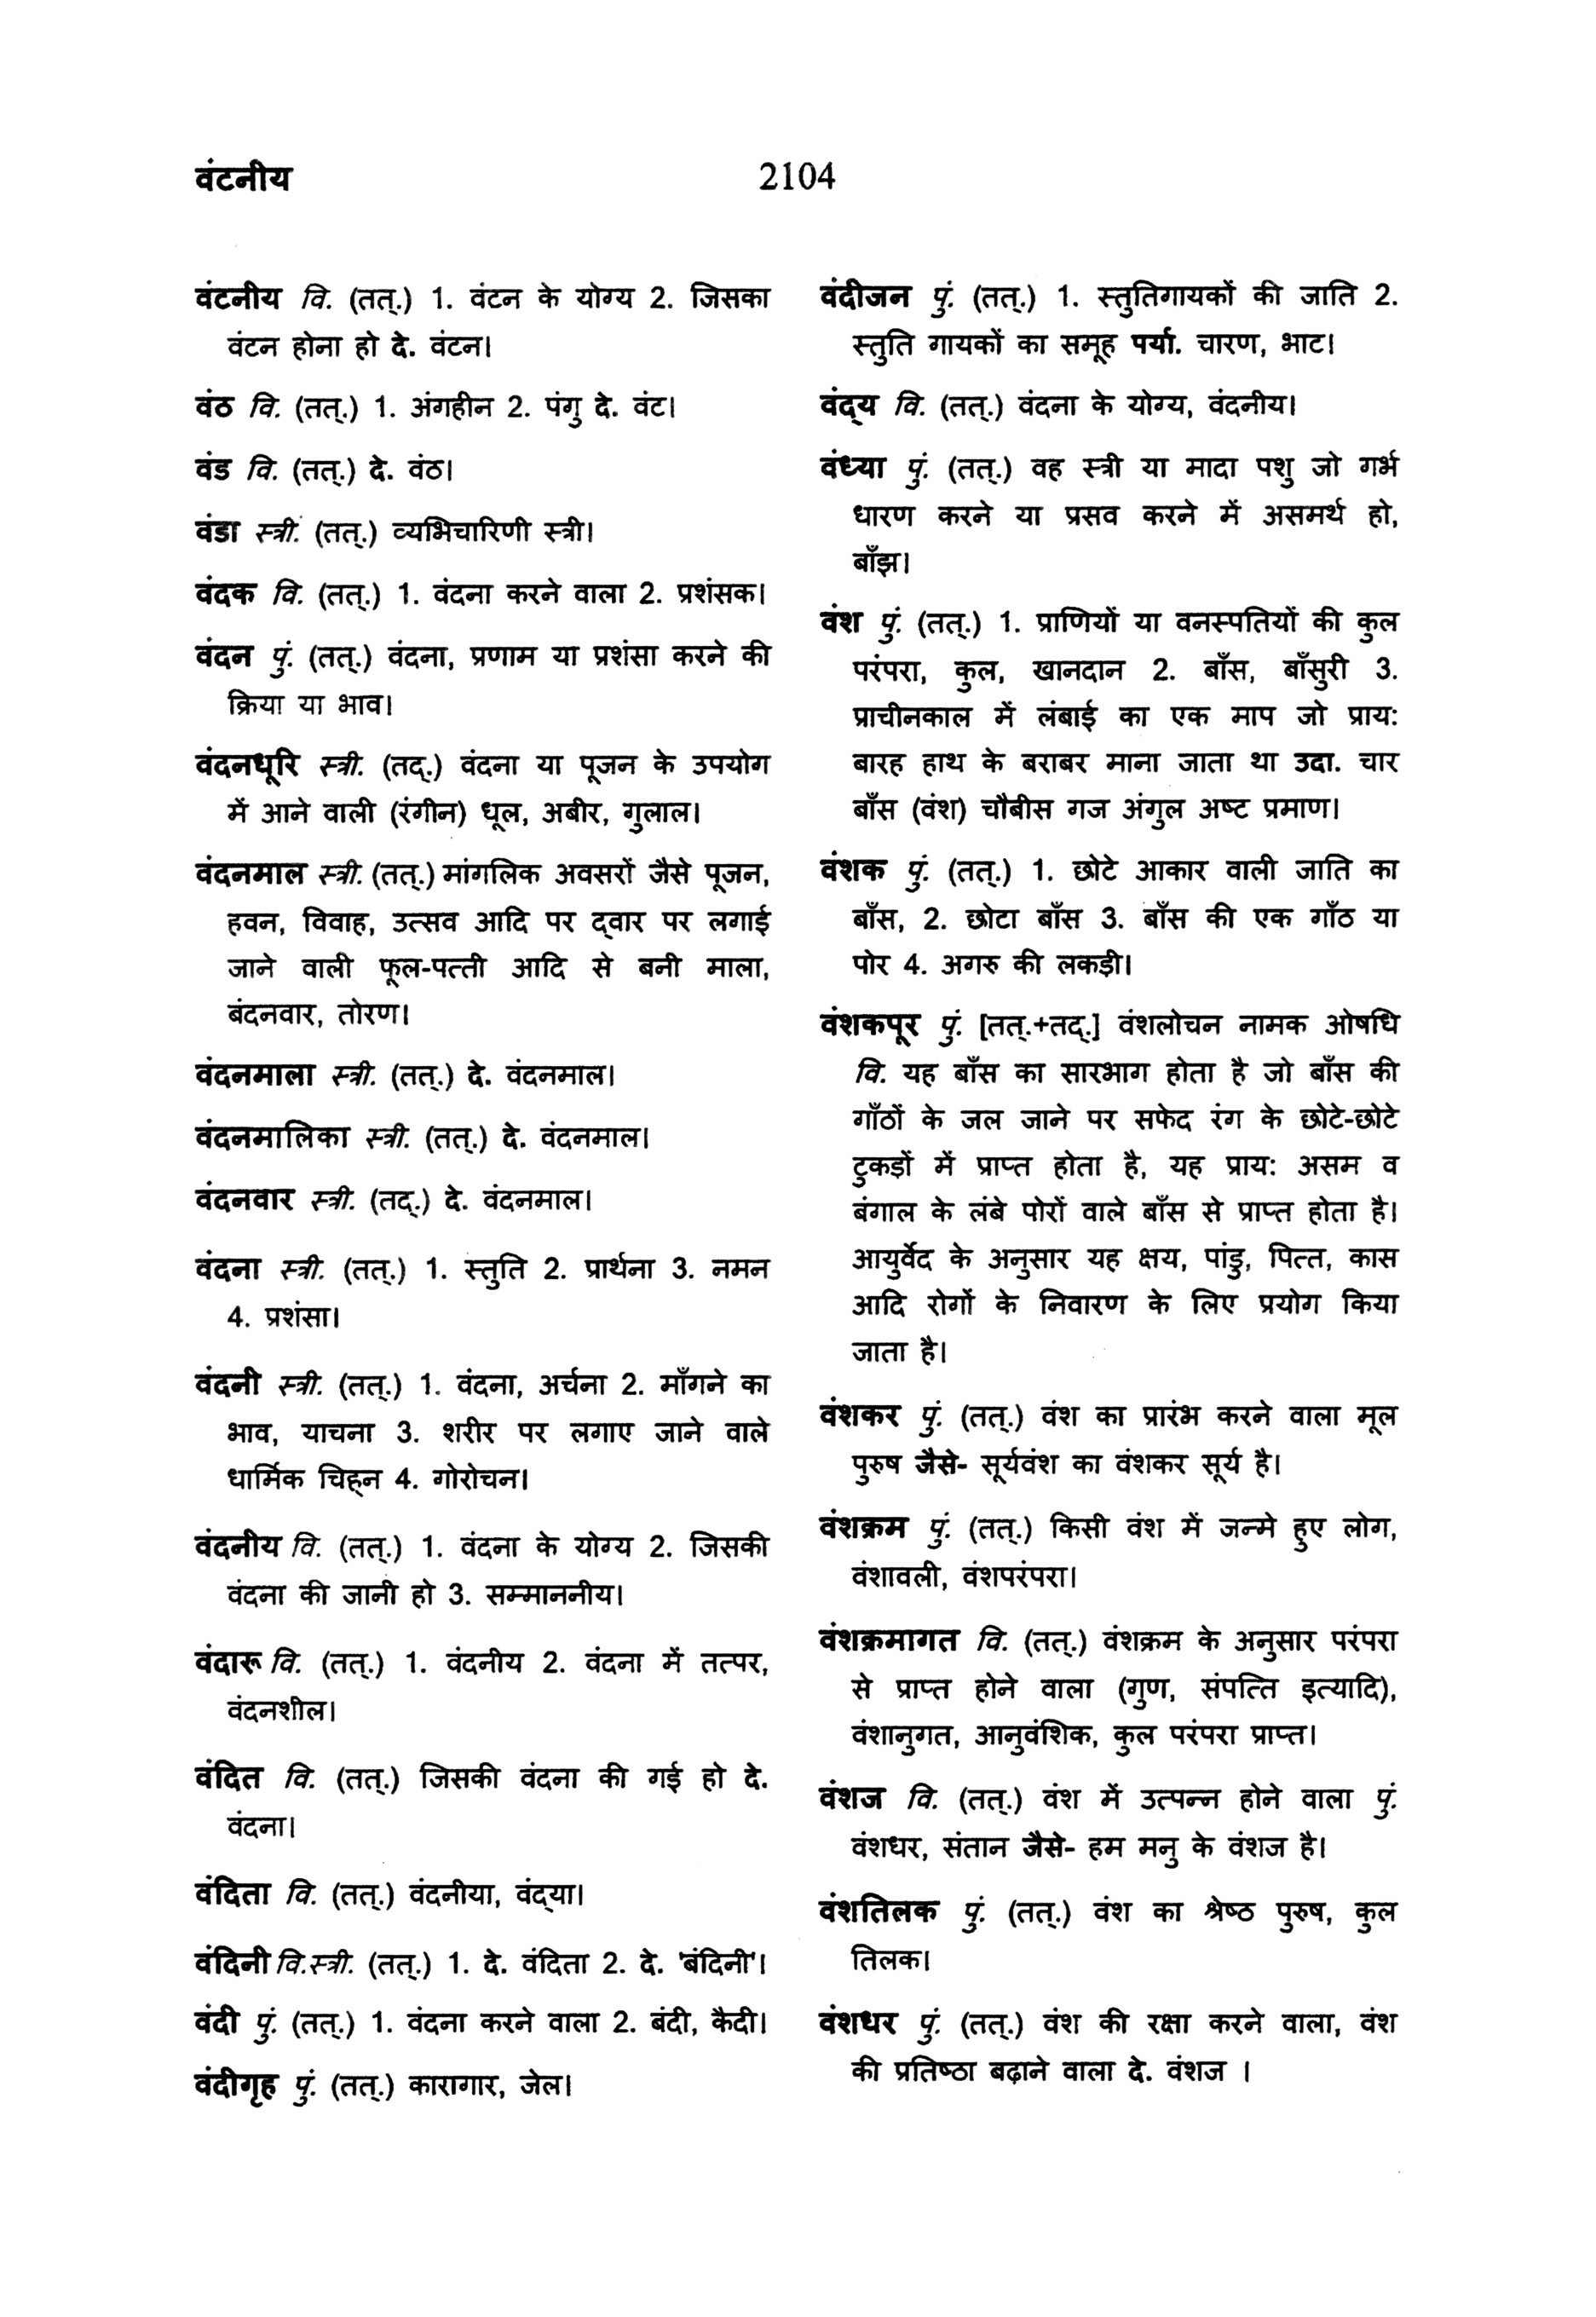 वंटनीय
2104
वंटनीय वि. (तत्.) 1. वंटन के योग्य 2. जिसका
वंटन होना हो दे. वंटन।
वंठ वि. (तत्.) 1. अंगहीन 2. पंगु दे. वंट।
वंड वि. (तत्.) दे. वंठ।
वंडा स्त्री. (तत्.) व्यभिचारिणी स्त्री।
वंदक वि. (तत्.) 1. वंदना करने वाला 2. प्रशंसक।
वंदन पुं. (तत्.) वंदना, प्रणाम या प्रशंसा करने की
क्रिया या भाव।
वंदनधूरि स्त्री. (तद्.) वंदना या पूजन के उपयोग
में आने वाली (रंगीन) धूल, अबीर, गुलाल।
वंदनमाल स्त्री. (तत्.) मांगलिक अवसरों जैसे पूजन,
हवन, विवाह, उत्सव आदि पर द्‌वार पर लगाई
जाने वाली फूल-पत्ती आदि से बनी माला,
बंदनवार, तोरण।
वंदनमाला स्त्री. (तत्.) दे. वंदनमाल।
वंदनमालिका स्त्री. (तत्.) दे. वंदनमाल।
वंदनवार स्त्री. (तद्.) दे. वंदनमाल।
वंदना स्त्री. (तत्.) 1. स्तुति 2. प्रार्थना 3. नमन
4. प्रशंसा।
वंदनी स्त्री. (तत्.) 1. वंदना, अर्चना 2. माँगने का
भाव, याचना 3. शरीर पर लगाए जाने वाले
धार्मिक चिह्‌न 4. गोरोचन।
वंदनीय वि. (तत्.) 1. वंदना के योग्य 2. जिसकी
वंदना की जानी हो 3. सम्माननीय।
वंदारू वि. (तत्.) 1. वंदनीय 2. वंदना में तत्पर,
वंदनशील।
वंदित वि. (तत्.) जिसकी वंदना की गई हो दे.
वंदना।
वंदिता वि. (तत्.) वंदनीया, वंद्‌या।
वंदिनी वि.स्त्री. (तत्.) 1. दे. वंदिता 2. दे. 'बंदिनी'।
वंदी पुं. (तत्.) 1. वंदना करने वाला 2. बंदी, कैदी।
वंदीगृह पुं. (तत्.) कारागार, जेल।
वंदीजन पुं. (तत्.) 1. स्तुतिगायकों की जाति 2.
स्तुति गायकों का समूह पर्या. चारण, भाट।
वंद्‌य वि. (तत्.) वंदना के योग्य, वंदनीय।
वंध्या पुं. (तत्.) वह स्त्री या मादा पशु जो गर्भ
धारण करने या प्रसव करने में असमर्थ हो,
बाँझ।
वंश पुं. (तत्.) 1. प्राणियों या वनस्पतियों की कुल
परंपरा, कुल, खानदान 2. बाँस, बाँसुरी 3.
प्राचीनकाल में लंबाई का एक माप जो प्राय:
बारह हाथ के बराबर माना जाता था उदा. चार
बाँस (वंश) चौबीस गज अंगुल अष्ट प्रमाण।
वंशक पुं. (तत्.) 1. छोटे आकार वाली जाति का
बाँस, 2. छोटा बाँस 3. बाँस की एक गाँठ या
पोर 4. अगरु की लकड़ी।
वंशकपूर पुं. [तत्.+तद्.] वंशलोचन नामक ओषधि
वि. यह बाँस का सारभाग होता है जो बाँस की
गाँठों के जल जाने पर सफेद रंग के छोटे-छोटे
टुकड़ों में प्राप्त होता है, यह प्राय: असम व
बंगाल के लंबे पोरों वाले बाँस से प्राप्त होता है।
आयुर्वेद के अनुसार यह क्षय, पांडु, पित्त, कास
आदि रोगों के निवारण के लिए प्रयोग किया
जाता है।
वंशकर पुं. (तत्.) वंश का प्रारंभ करने वाला मूल
पुरुष जैसे- सूर्यवंश का वंशकर सूर्य है।
वंशक्रम पुं. (तत्.) किसी वंश में जन्मे हुए लोग,
वंशावली, वंशपरंपरा।
वंशक्रमागत वि. (तत्.) वंशक्रम के अनुसार परंपरा
से प्राप्त होने वाला (गुण, संपत्ति इत्यादि),
वंशानुगत, आनुवंशिक, कुल परंपरा प्राप्त।
वंशज वि. (तत्.) वंश में उत्पन्न होने वाला पुं.
वंशधर, संतान जैसे- हम मनु के वंशज है।
वंशतिलक पुं. (तत्.) वंश का श्रेष्ठ पुरुष, कुल
तिलक।
वंशधर पुं. (तत्.) वंश की रक्षा करने वाला, वंश
की प्रतिष्ठा बढ़ाने वाला दे. वंशज ।